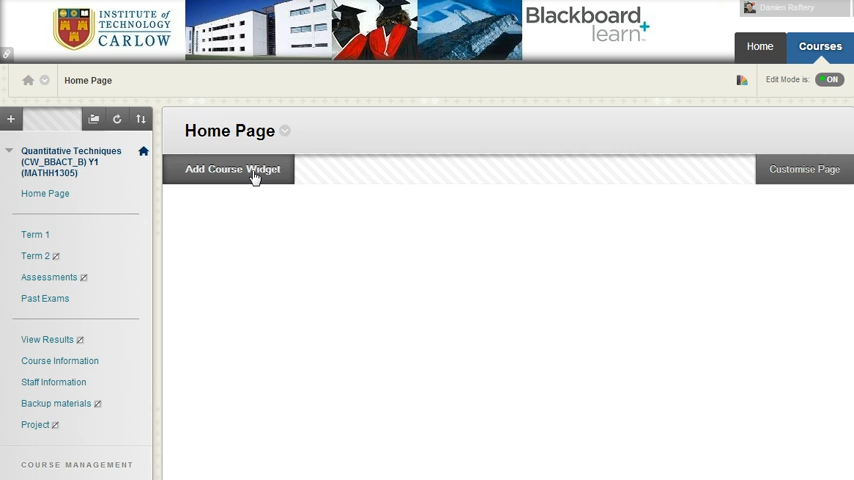 INSTITUTE of
TECHNOLOGY
CARLOW
Blackboard
learn+
Damien Raftery
Home
Courses
Home Page
Edit Mode is:
ON
Home Page
Add Course Widget
Customise Page
Quantitative Techniques
(CW_BBACT_B) Y1
(MATHH1305)
Home Page
Term 1
Term 2
Assessments
Past Exams
View Results
Course Information
Staff Information
Backup materials
Project
COURSE MANAGEMENT